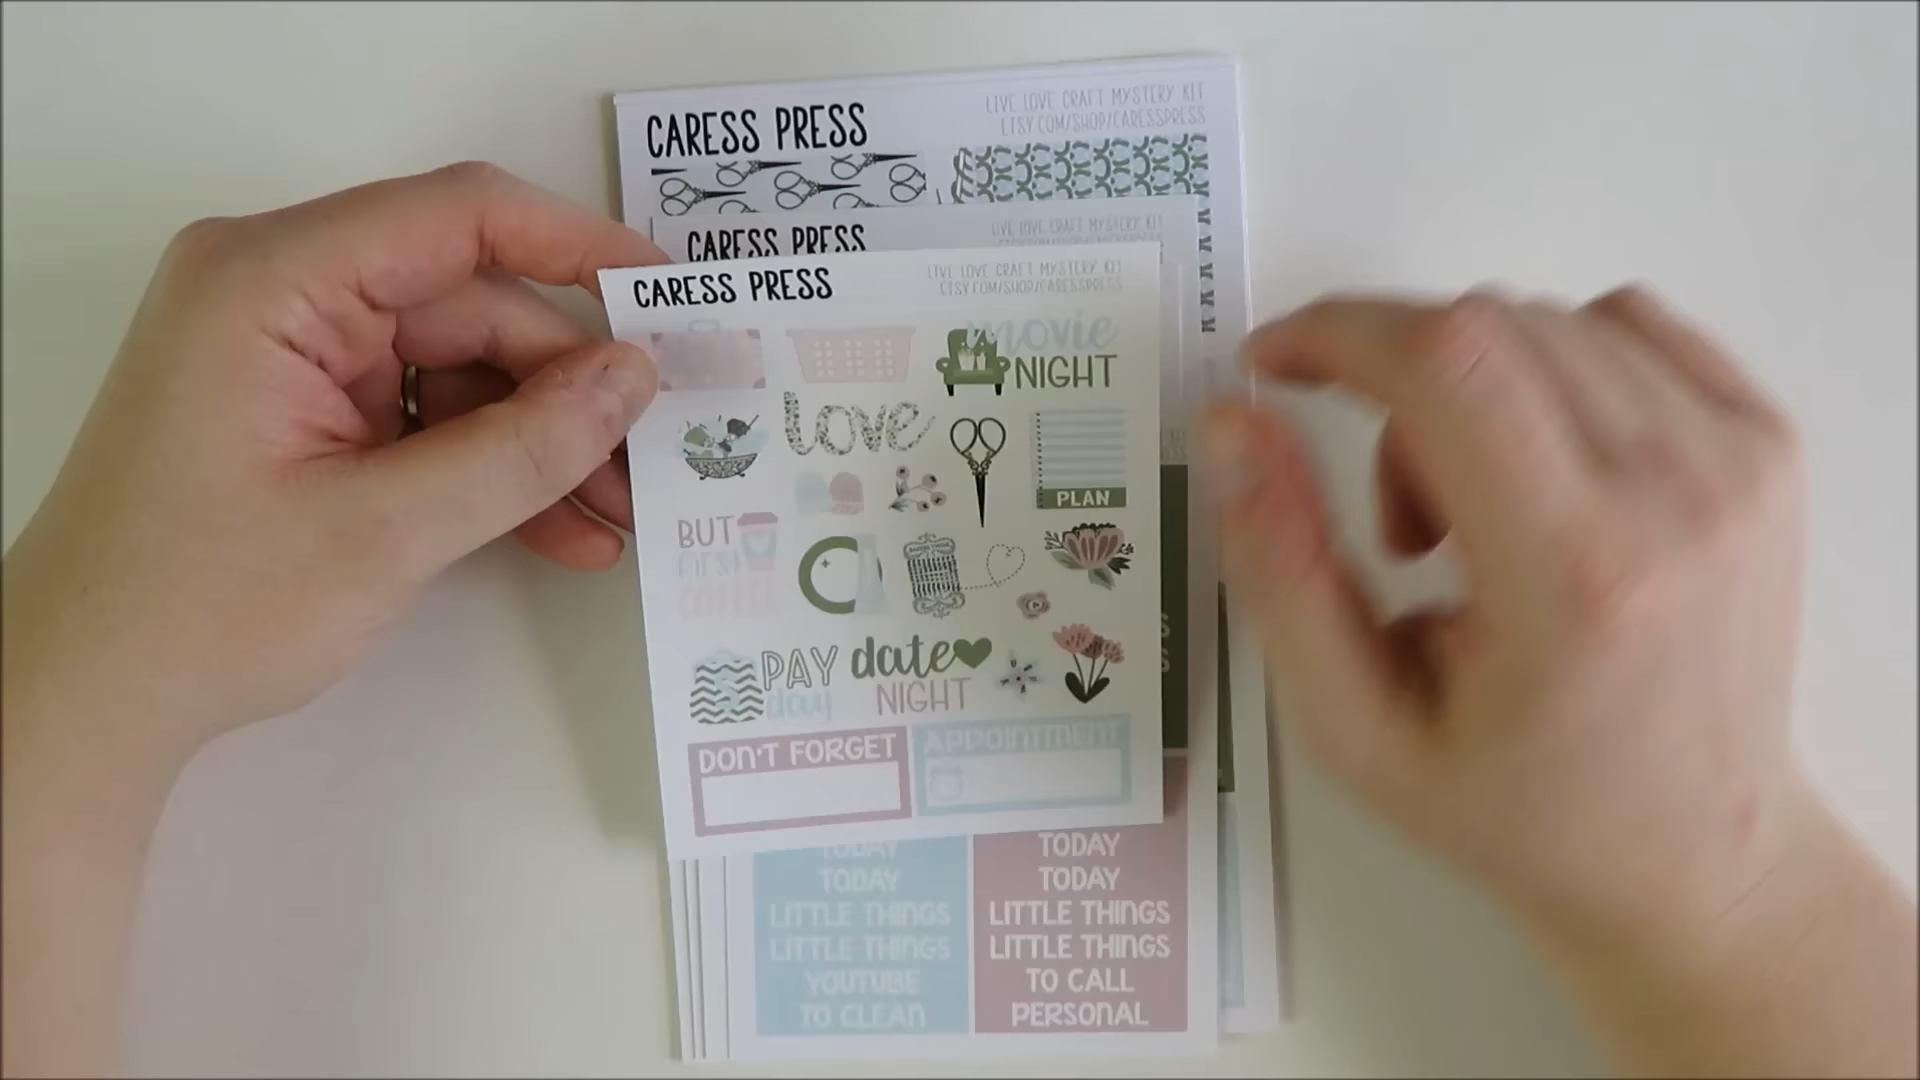 CARESS PRESS
LIVE LOVE CRAFT MYSTERY KIT
ETSY.COM/SHOP/CARESSPRESS
CARESS PRESS
LIVE LOVE CRAFT MYSTERY KIT
CARESS PRESS
LIVE LOVE CRAFT MYSTERY KIT
ETSY.COM/SHOP/CARESSPRESS
movie
NIGHT
love
PLAN
BUT
FIRST
COFFEE
PAY
day
date
NIGHT
DON'T FORGET
APPOINTMENT
TODAY
TODAY
LITTLE THINGS
LITTLE THINGS
YOUTUBE
TO CLEAN
TODAY
TODAY
LITTLE THINGS
LITTLE THINGS
TO CALL
PERSONAL